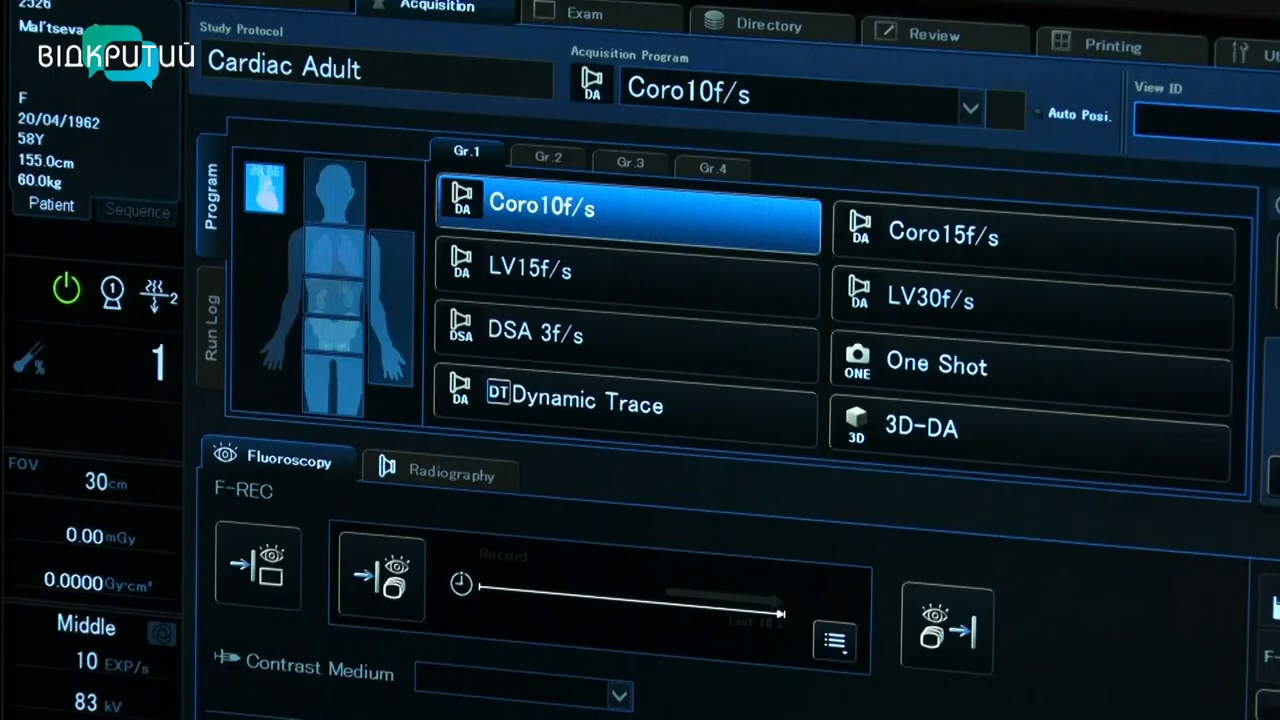 2526
Mal'tseva
ВІДКРИТИЙ
F
20/04/1962
58Y
155.0cm
60.0kg
Patient
Sequence
1
2
1
%
FOV
30cm
0.00mGy
0.0000Gy·cm²
Middle
10 EXP/s
83 kV
Acquisition
Exam
Directory
Review
Printing
Study Protocol
Cardiac Adult
Acquisition Program
DA
Coro10f/s
Auto Posi.
View ID
Program
Run Log
Gr.1
Gr.2
Gr.3
Gr.4
DA Coro10f/s
DA Coro15f/s
DA LV15f/s
DA LV30f/s
DSA DSA 3f/s
ONE One Shot
DA DT Dynamic Trace
3D 3D-DA
Fluoroscopy
Radiography
F-REC
Record
Contrast Medium